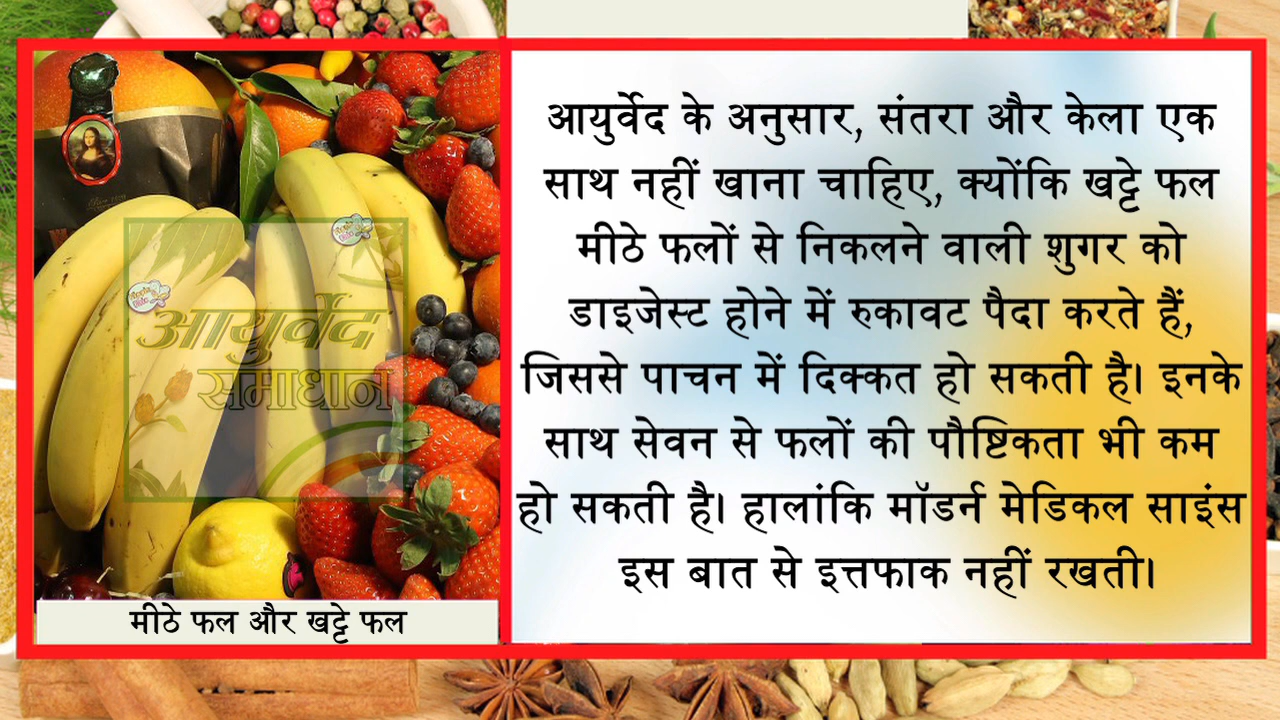 आयुर्वेद
समाधान
मीठे फल और खट्टे फल
आयुर्वेद के अनुसार, संतरा और केला एक
साथ नहीं खाना चाहिए, क्योंकि खट्टे फल
मीठे फलों से निकलने वाली शुगर को
डाइजेस्ट होने में रुकावट पैदा करते हैं,
जिससे पाचन में दिक्कत हो सकती है। इनके
साथ सेवन से फलों की पौष्टिकता भी कम
हो सकती है। हालांकि मॉडर्न मेडिकल साइंस
इस बात से इत्तफाक नहीं रखती।